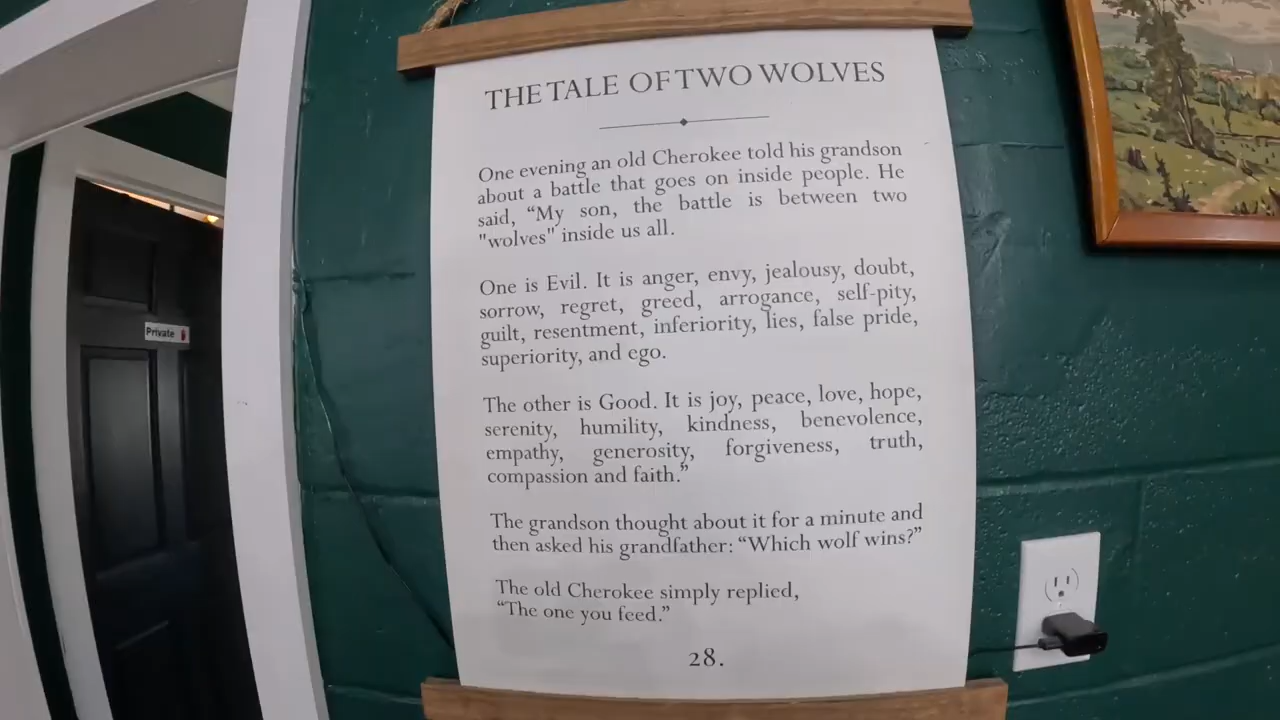 THE TALE OF TWO WOLVES
One evening an old Cherokee told his grandson
about a battle that goes on inside people. He
said, “My son, the battle is between two
"wolves" inside us all.
One is Evil. It is anger, envy, jealousy, doubt,
sorrow, regret, greed, arrogance, self-pity,
guilt, resentment, inferiority, lies, false pride,
superiority, and ego.
The other is Good. It is joy, peace, love, hope,
serenity, humility, kindness, benevolence,
empathy, generosity, forgiveness, truth,
compassion and faith.”
The grandson thought about it for a minute and
then asked his grandfather: “Which wolf wins?”
The old Cherokee simply replied,
“The one you feed.”
28.
Private